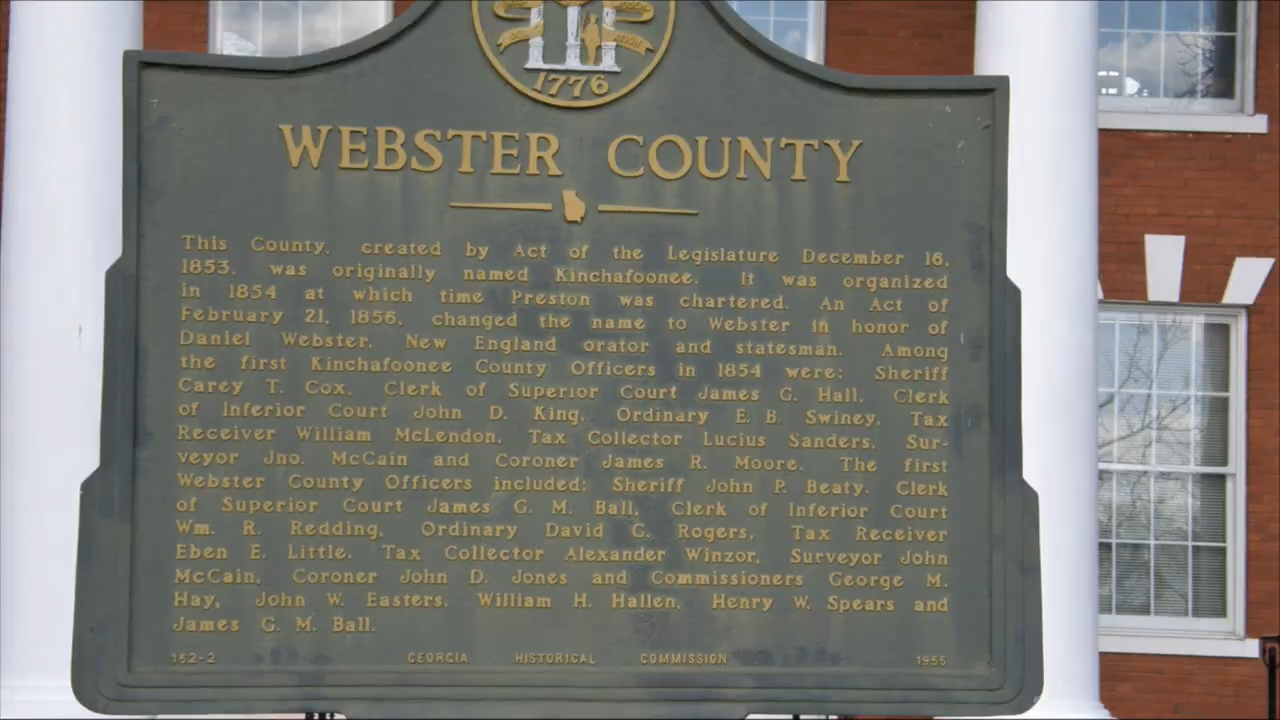 1776
WEBSTER COUNTY
This County, created by Act of the Legislature December 16,
1853, was originally named Kinchafoonee. It was organized
in 1854 at which time Preston was chartered. An Act of
February 21, 1856, changed the name to Webster in honor of
Daniel Webster, New England orator and statesman. Among
the first Kinchafoonee County Officers in 1854 were: Sheriff
Carey T. Cox, Clerk of Superior Court James G. Hall, Clerk
of Inferior Court John D. King, Ordinary E. B. Swiney, Tax
Receiver William McLendon, Tax Collector Lucius Sanders, Sur-
veyor Jno. McCain and Coroner James R. Moore. The first
Webster County Officers included: Sheriff John P. Beaty, Clerk
of Superior Court James G. M. Ball, Clerk of Inferior Court
Wm. R. Redding, Ordinary David G. Rogers, Tax Receiver
Eben E. Little, Tax Collector Alexander Winzor, Surveyor John
McCain, Coroner John D. Jones and Commissioners George M.
Hay, John W. Easters, William H. Hallen, Henry W. Spears and
James G. M. Ball.
152-2 GEORGIA HISTORICAL COMMISSION 1955